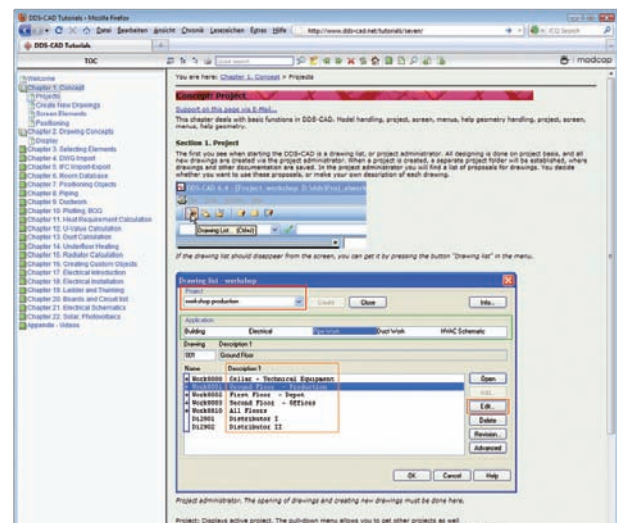 DDS-CAD Tutorials - Mozilla Firefox
Datei Bearbeiten Ansicht Chronik Lesezeichen Extras Hilfe http://www.dds-cad.net/tutorials/seven/
DDS-CAD Tutorials
TOC
madcap
Welcome
Chapter 1. Concept
Projects
Create New Drawings
Screen Elements
Positioning
Chapter 2. Drawing Concepts
Display
Chapter 3. Selecting Elements
Chapter 4. DWG Import
Chapter 5. IFC Import-Export
Chapter 6. Room Database
Chapter 7. Positioning Objects
Chapter 8. Piping
Chapter 9. Ductwork
Chapter 10. Plotting, BOQ
Chapter 11. Heat Requirement Calculation
Chapter 12. U-Value Calculation
Chapter 13. Duct Calculation
Chapter 14. Underfloor Heating
Chapter 15. Radiator Calculation
Chapter 16. Creating Custom Objects
Chapter 17. Electrical Introduction
Chapter 18. Electrical Installation
Chapter 19. Ladder and Trunking
Chapter 20. Boards and Circuit list
Chapter 21. Electrical Schematics
Chapter 22. Solar, Photovoltaics
Appendix - Videos
You are here: Chapter 1. Concept > Projects
Concept: Project
Support on this page via E-Mail...
This chapter deals with basic functions in DDS-CAD. Model handling, project, screen, menus, help geometry handling, project, screen,
menus, help geometry.
Section 1. Project
The first you see when starting the DDS-CAD is a drawing list, or project administrator. All designing is done on project basis, and all
new drawings are created via the project administrator. When a project is created, a separate project folder will be established, where
drawings and other documentation are saved. In the project administrator you will find a list of proposals for drawings. You decide
whether you want to use these proposals, or make your own description of each drawing.
Drawing List... (Ctrl+J)
If the drawing list should disappear from the screen, you can get it by pressing the button "Drawing list" in the menu.
Drawing list - workshop
Project
workshop production Close Info...
Application
Building Electrical Pipe Work Duct Work HVAC Schematic
Drawing Description 1
001 Ground Floor
Name Description 1
Work0000 Cellar - Technical Equipment Open
Work0001 Ground Floor - Production
Work0002 First Floor - Depot
Work0003 Second Floor - Offices Edit...
Work0010 All Floors
Di2901 Distributor I Delete
Di2902 Distributor II Revision...
Advanced
OK Cancel Help
Project administrator. The opening of drawings and creating new drawings must be done here.
Project: Displays active project. The pull-down menu allows you to get other projects as well